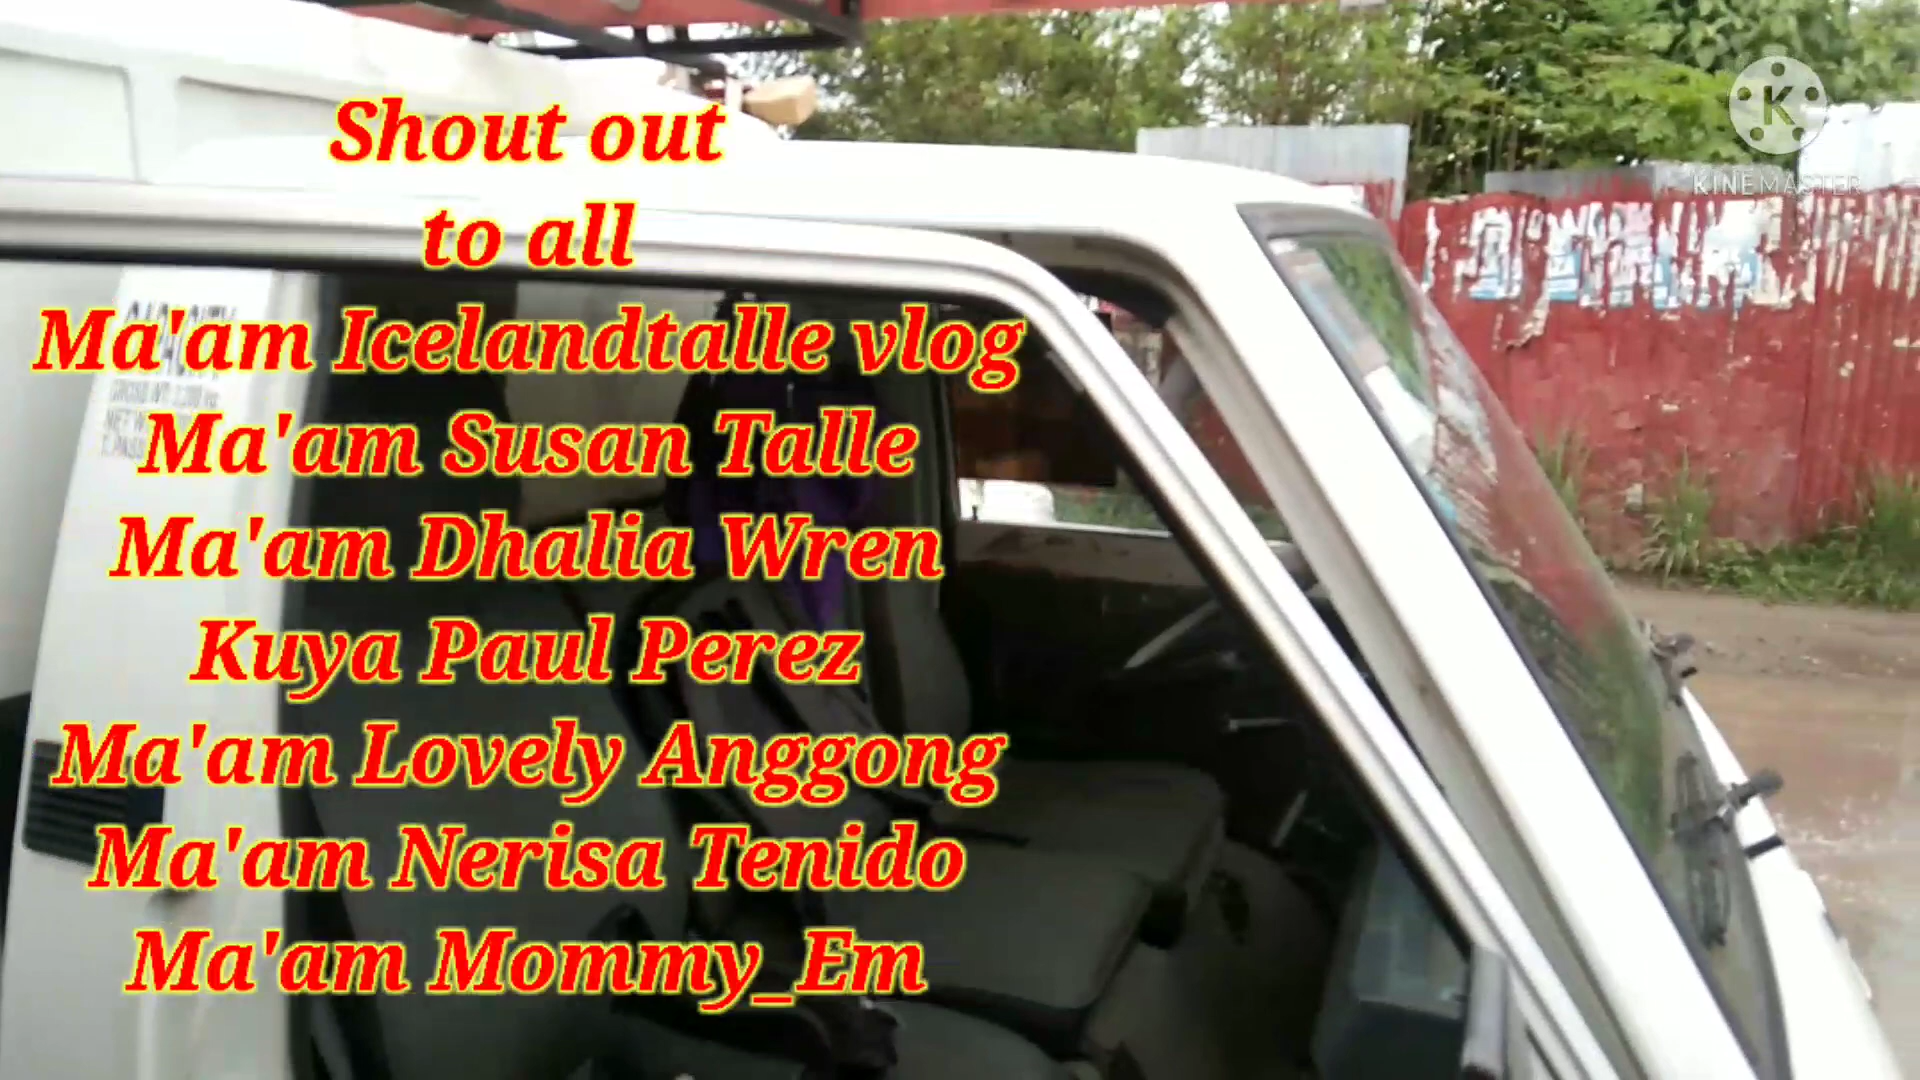 Shout out
to all
Ma'am Icelandtalle vlog
Ma'am Susan Talle
Ma'am Dhalia Wren
Kuya Paul Perez
Ma'am Lovely Anggong
Ma'am Nerisa Tenido
Ma'am Mommy_Em
K
KINEMASTER